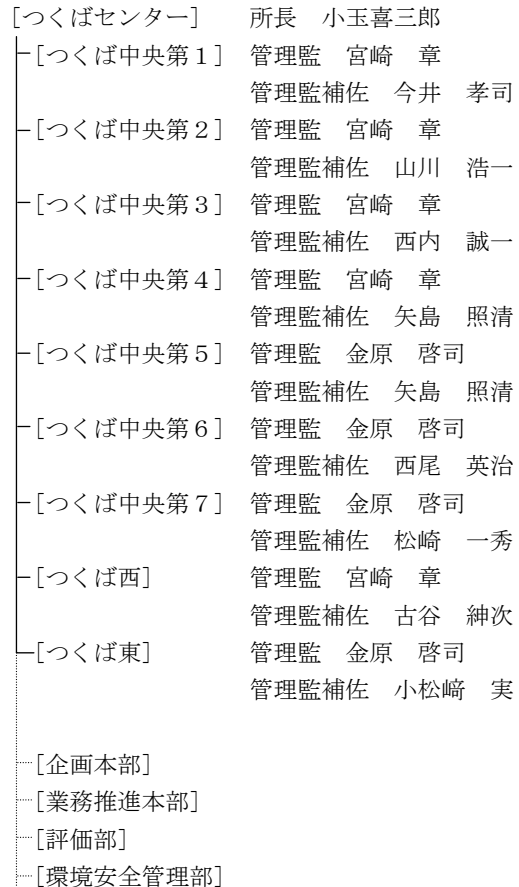 [つくばセンター]　所長　小玉喜三郎
[つくば中央第１]　管理監　宮崎　章
管理監補佐　今井　孝司
[つくば中央第２]　管理監　宮崎　章
管理監補佐　山川　浩一
[つくば中央第３]　管理監　宮崎　章
管理監補佐　西内　誠一
[つくば中央第４]　管理監　宮崎　章
管理監補佐　矢島　照清
[つくば中央第５]　管理監　金原　啓司
管理監補佐　矢島　照清
[つくば中央第６]　管理監　金原　啓司
管理監補佐　西尾　英治
[つくば中央第７]　管理監　金原　啓司
管理監補佐　松崎　一秀
[つくば西]　管理監　宮崎　章
管理監補佐　古谷　紳次
[つくば東]　管理監　金原　啓司
管理監補佐　小松﨑　実
[企画本部]
[業務推進本部]
[評価部]
[環境安全管理部]